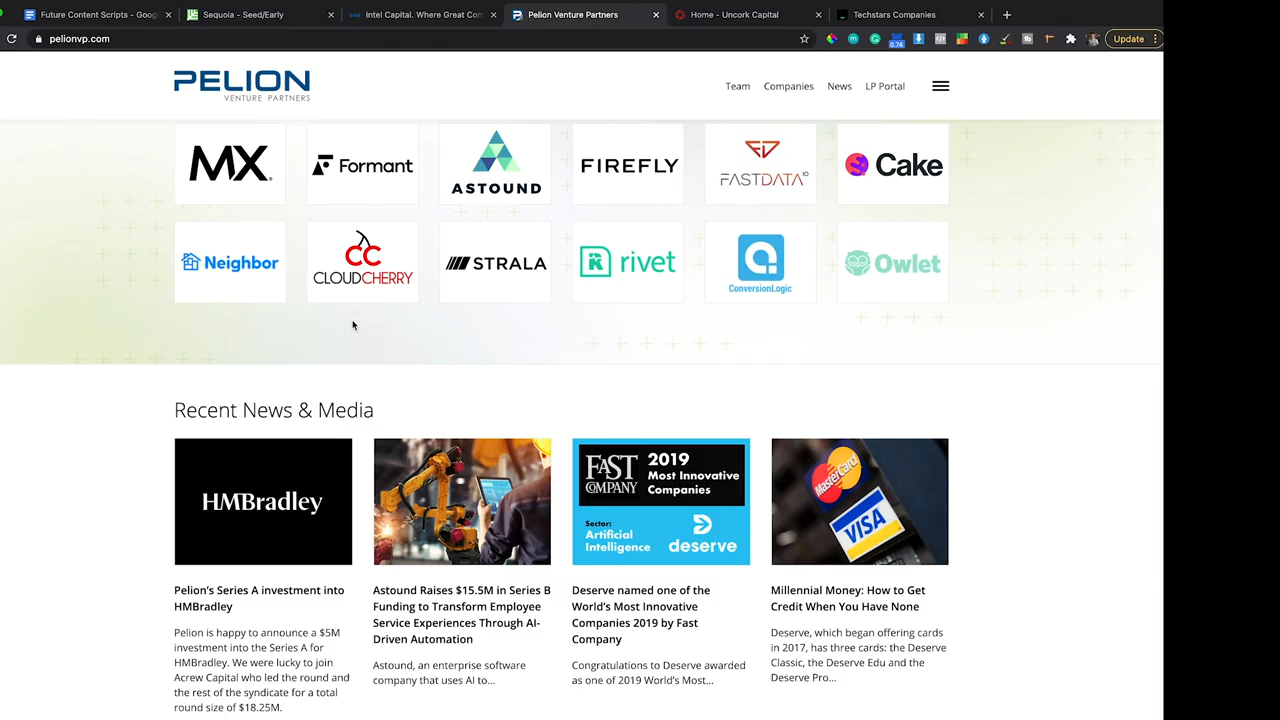 Future Content Scripts - Goog
Sequoia - Seed/Early
Intel Capital. Where Great Com
Pelion Venture Partners
Home - Uncork Capital
Techstars Companies
pelionvp.com
0.74
Update
PELION
VENTURE PARTNERS
Team
Companies
News
LP Portal
MX
Formant
ASTOUND
FIREFLY
FASTDATA.IO
Cake
Neighbor
CC
CLOUDCHERRY
STRALA
rivet
ConversionLogic
Owlet
Recent News & Media
HMBradley
FAST COMPANY
2019
Most Innovative
Companies
Sector:
Artificial
Intelligence
deserve
MasterCard
VISA
Pelion's Series A investment into
HMBradley
Pelion is happy to announce a $5M
investment into the Series A for
HMBradley. We were lucky to join
Acrew Capital who led the round and
the rest of the syndicate for a total
round size of $18.25M.
Astound Raises $15.5M in Series B
Funding to Transform Employee
Service Experiences Through AI-
Driven Automation
Astound, an enterprise software
company that uses AI to...
Deserve named one of the
World's Most Innovative
Companies 2019 by Fast
Company
Congratulations to Deserve awarded
as one of 2019 World's Most...
Millennial Money: How to Get
Credit When You Have None
Deserve, which began offering cards
in 2017, has three cards: the Deserve
Classic, the Deserve Edu and the
Deserve Pro...